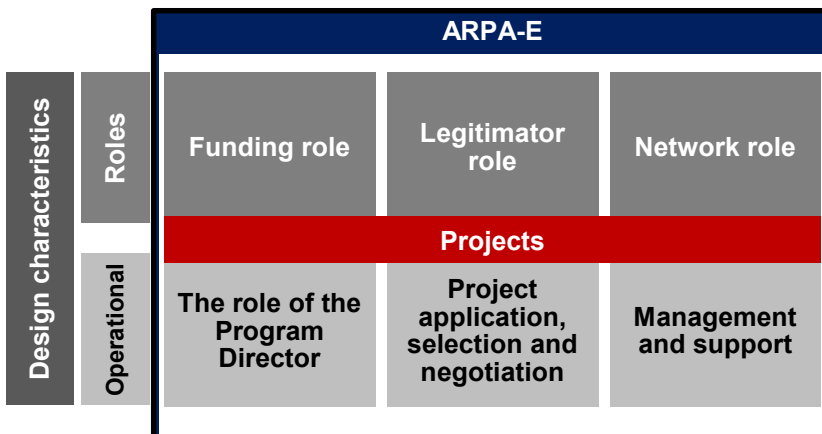 ARPA-E
Design characteristics
Roles
Funding role
Legitimator
role
Network role
Projects
Operational
The role of the
Program
Director
Project
application,
selection and
negotiation
Management
and support